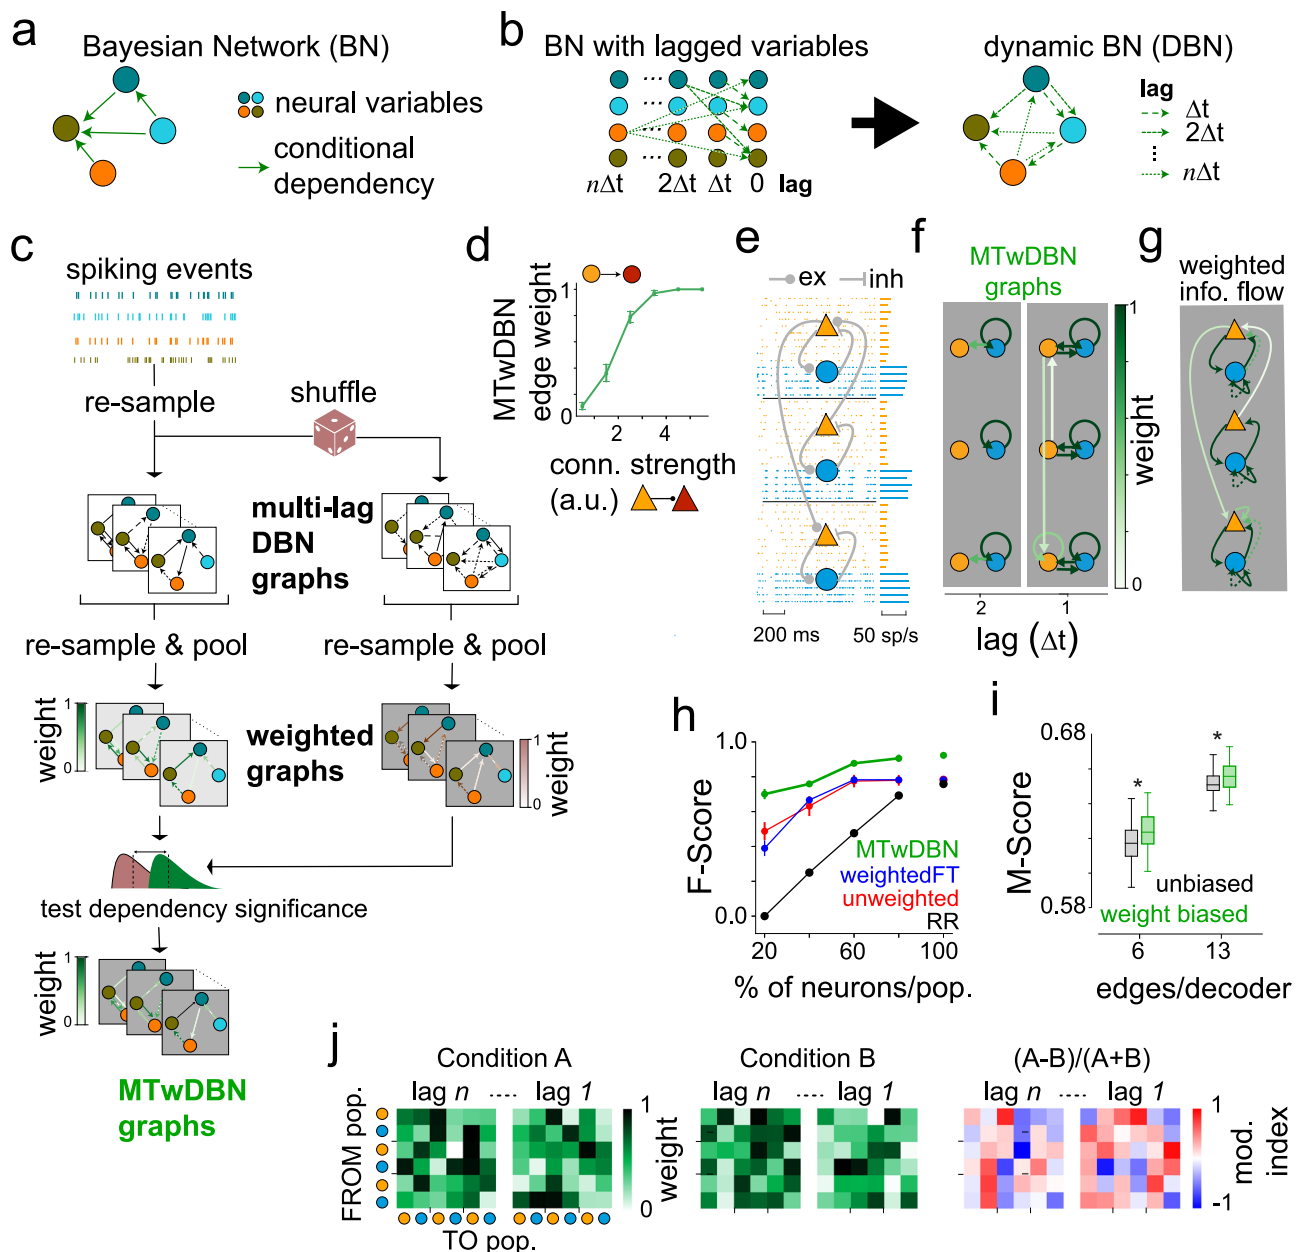 a
Bayesian Network (BN)
neural variables
conditional
dependency
b
BN with lagged variables
... ...
nΔt 2Δt Δt 0 lag
dynamic BN (DBN)
lag
Δt
2Δt
...
nΔt
c
spiking events
re-sample
shuffle
multi-lag
DBN
graphs
re-sample & pool
re-sample & pool
weight
1
0
weighted
graphs
1
0
weight
test dependency significance
weight
1
0
MTwDBN
graphs
d
MTwDBN
edge weight
1
0
2 4
conn. strength
(a.u.)
e
ex inh
200 ms 50 sp/s
f
MTwDBN
graphs
2 1
lag (Δt)
1
0
weight
g
weighted
info. flow
h
F-Score
1.0
0.0
MTwDBN
weightedFT
unweighted
RR
20 60 100
% of neurons/pop.
i
M-Score
0.68
0.58
*
*
unbiased
weight biased
6 13
edges/decoder
j
Condition A
lag n ---- lag 1
FROM pop.
TO pop.
1
0
weight
Condition B
lag n ---- lag 1
(A-B)/(A+B)
lag n ---- lag 1
1
-1
mod.
index